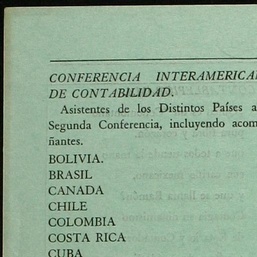 CONFERENCIA INTERAMERICA
DE CONTABILIDAD.
Asistentes de los Distintos Países a
Segunda Conferencia, incluyendo acom
ñantes.
BOLIVIA.
BRASIL
CANADA
CHILE
COLOMBIA
COSTA RICA
CUBA